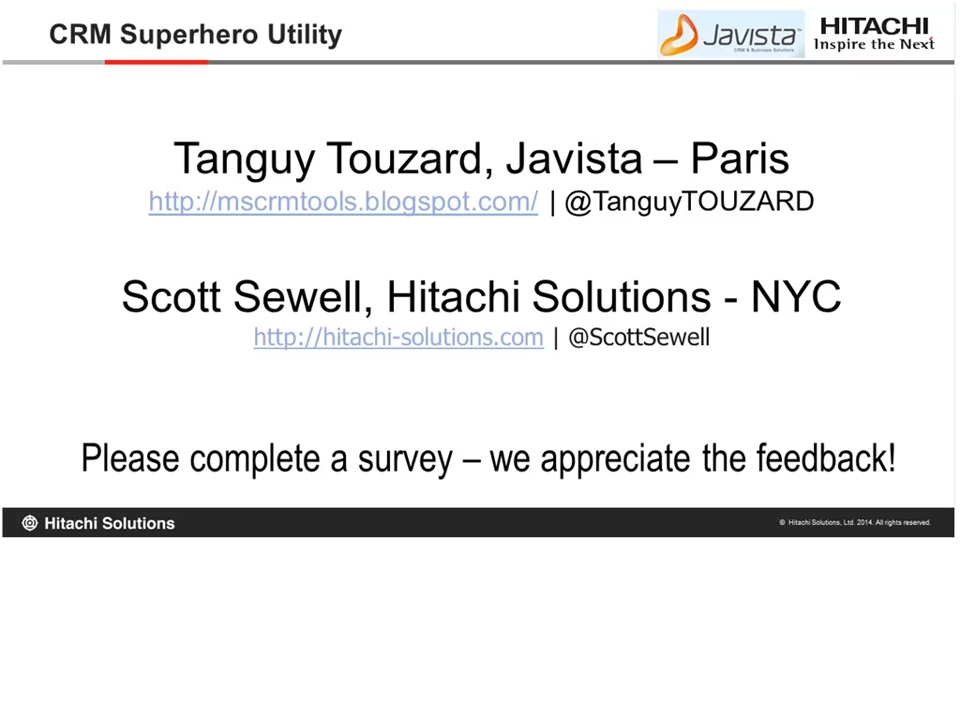 CRM Superhero Utility
Javista™
CRM & Business Solutions
HITACHI
Inspire the Next
Tanguy Touzard, Javista – Paris
http://mscrmtools.blogspot.com/ | @TanguyTOUZARD
Scott Sewell, Hitachi Solutions - NYC
http://hitachi-solutions.com | @ScottSewell
Please complete a survey – we appreciate the feedback!
Hitachi Solutions
© Hitachi Solutions, Ltd. 2014. All rights reserved.